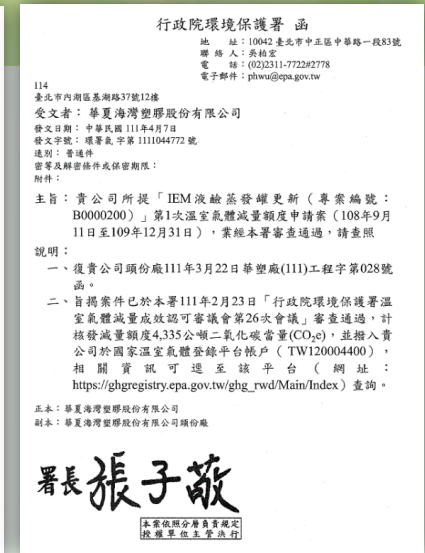 行政院環境保護署 函
地 址：10042 臺北市中正區中華路一段83號
聯 絡 人：吳柏宏
電 話：(02)2311-7722#2778
電子郵件：phwu@epa.gov.tw
114
臺北市內湖區基湖路37號12樓
受文者：華夏海灣塑膠股份有限公司
發文日期：中華民國 111年4月7日
發文字號：環署氣 字第 1111044772 號
速別：普通件
密等及解密條件或保密期限：
附件：
主旨：貴公司所提「IEM液鹼蒸發罐更新（專案編號：
B0000200）」第1次溫室氣體減量額度申請案（108年9月
11日至109年12月31日），業經本署審查通過，請查照
說明：
一、復貴公司頭份廠111年3月22日華塑廠(111)工程字第028號
函。
二、旨揭案件已於本署111年2月23日「行政院環境保護署溫
室氣體減量成效認可審議會第26次會議」審查通過，計
核發減量額度4,335公噸二氧化碳當量(CO₂e)，並撥入貴
公司於國家溫室氣體登錄平台帳戶（TW120004400），
相關資訊可逕至該平台（網址：
https://ghgregistry.epa.gov.tw/ghg_rwd/Main/Index）查詢。
正本：華夏海灣塑膠股份有限公司
副本：華夏海灣塑膠股份有限公司頭份廠
署長 張子敬
本案依照分層負責規定
授權單位主管決行